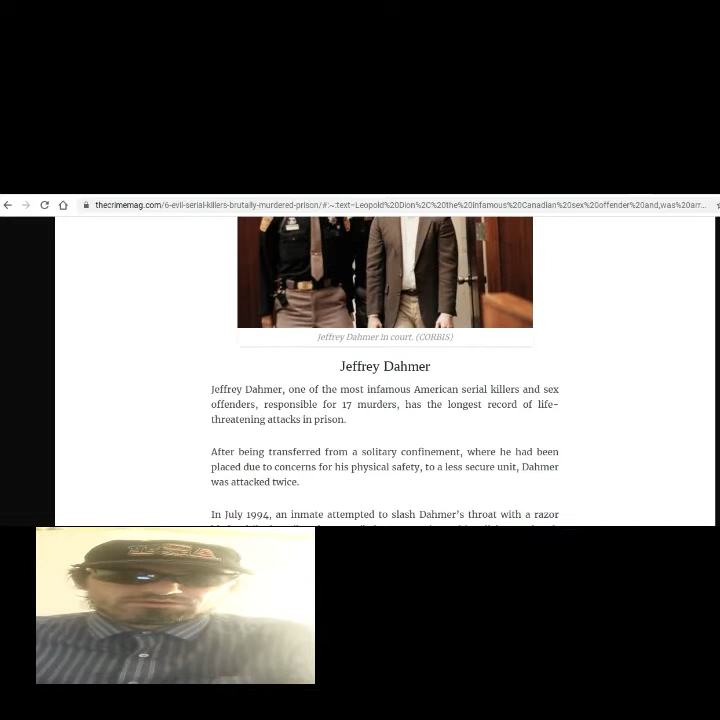 thecrimemag.com/6-evil-serial-killers-brutally-murdered-prison/#:~:text=Leopold%20Dion%2C%20the%20infamous%20Canadian%20sex%20offender%20and,was%20arr...
Jeffrey Dahmer in court. (CORBIS)
Jeffrey Dahmer
Jeffrey Dahmer, one of the most infamous American serial killers and sex
offenders, responsible for 17 murders, has the longest record of life-
threatening attacks in prison.
After being transferred from a solitary confinement, where he had been
placed due to concerns for his physical safety, to a less secure unit, Dahmer
was attacked twice.
In July 1994, an inmate attempted to slash Dahmer's throat with a razor
USA